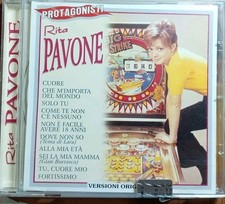 PROTAGONISTI
Rita
PAVONE
STRIKE
CUORE
CHE M'IMPORTA
DEL MONDO
SOLO TU
COME TE NON
C'È NESSUNO
NON È FACILE
AVERE 18 ANNI
DOVE NON SO
(Tema di Lara)
ALLA MIA ETÀ
SEI LA MIA MAMMA
TU, CUORE MIO
FORTISSIMO
VERSIONI
Rita PAVONE